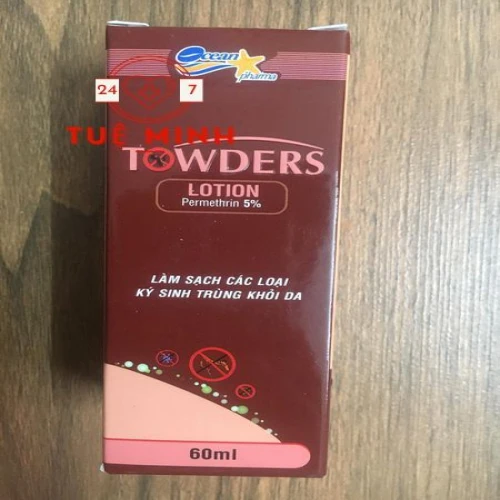 Ocean
pharma
24 7
TUỆ MINH
TOWDERS
LOTION
Permethrin 5%
LÀM SẠCH CÁC LOẠI
KÝ SINH TRÙNG KHỎI DA
60ml